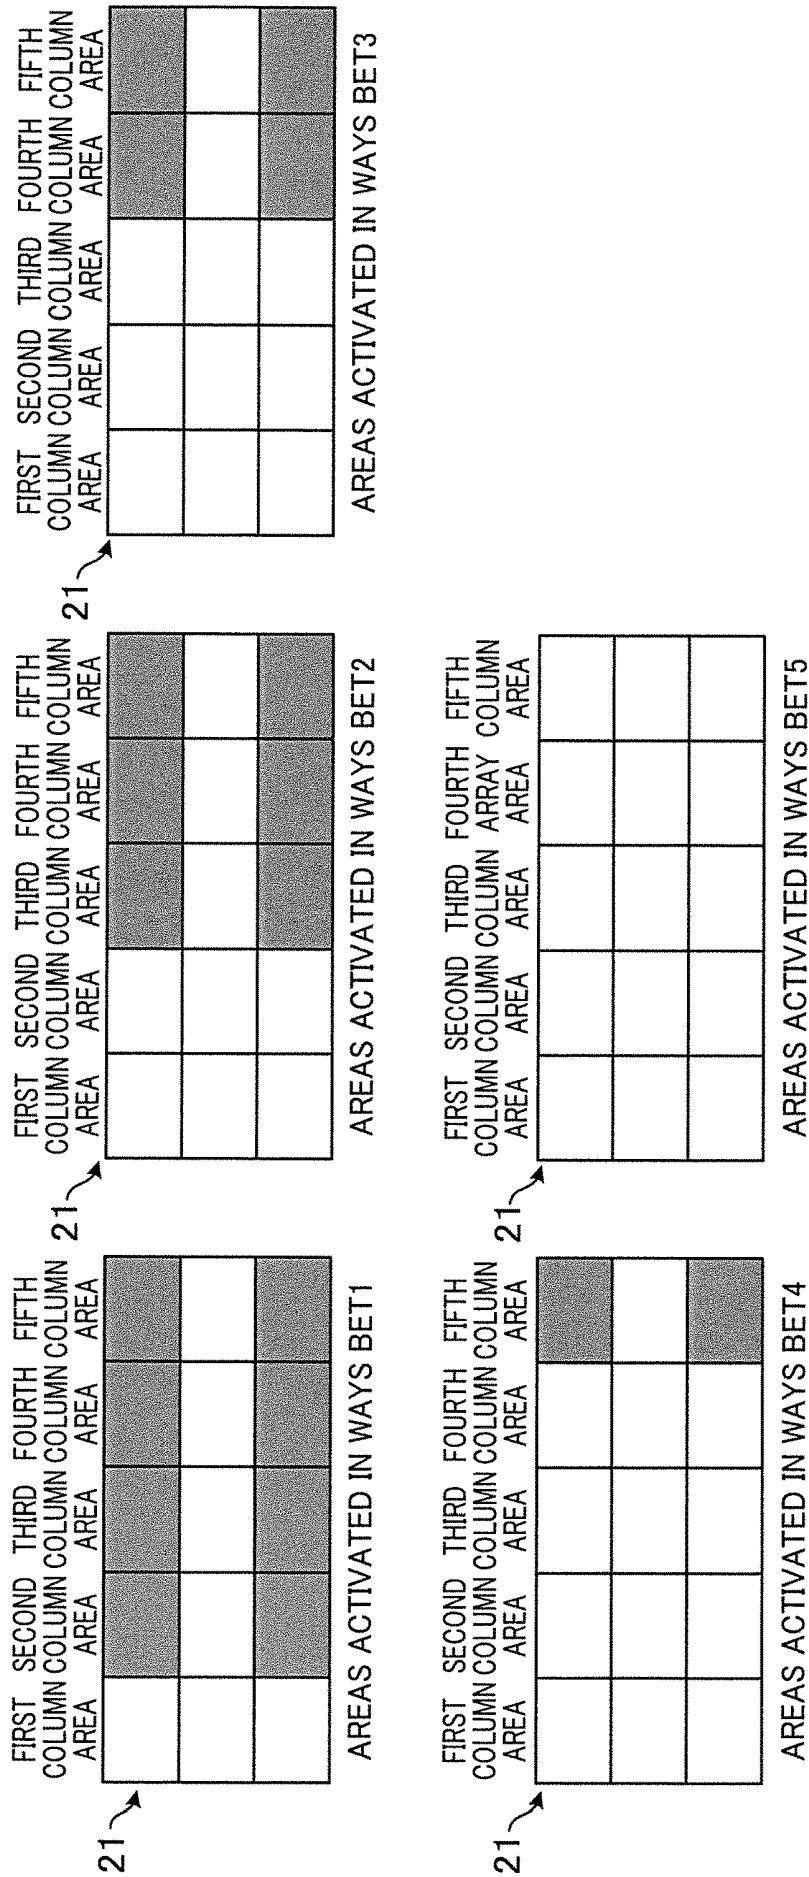 FIRST SECOND THIRD FOURTH FIFTH
COLUMN COLUMN COLUMN COLUMN COLUMN
AREA AREA AREA AREA AREA
21
AREAS ACTIVATED IN WAYS BET1
FIRST SECOND THIRD FOURTH FIFTH
COLUMN COLUMN COLUMN COLUMN COLUMN
AREA AREA AREA AREA AREA
21
AREAS ACTIVATED IN WAYS BET2
FIRST SECOND THIRD FOURTH FIFTH
COLUMN COLUMN COLUMN COLUMN COLUMN
AREA AREA AREA AREA AREA
21
AREAS ACTIVATED IN WAYS BET3
FIRST SECOND THIRD FOURTH FIFTH
COLUMN COLUMN COLUMN COLUMN COLUMN
AREA AREA AREA AREA AREA
21
AREAS ACTIVATED IN WAYS BET4
FIRST SECOND THIRD FOURTH FIFTH
COLUMN COLUMN COLUMN ARRAY COLUMN
AREA AREA AREA AREA AREA
21
AREAS ACTIVATED IN WAYS BET5